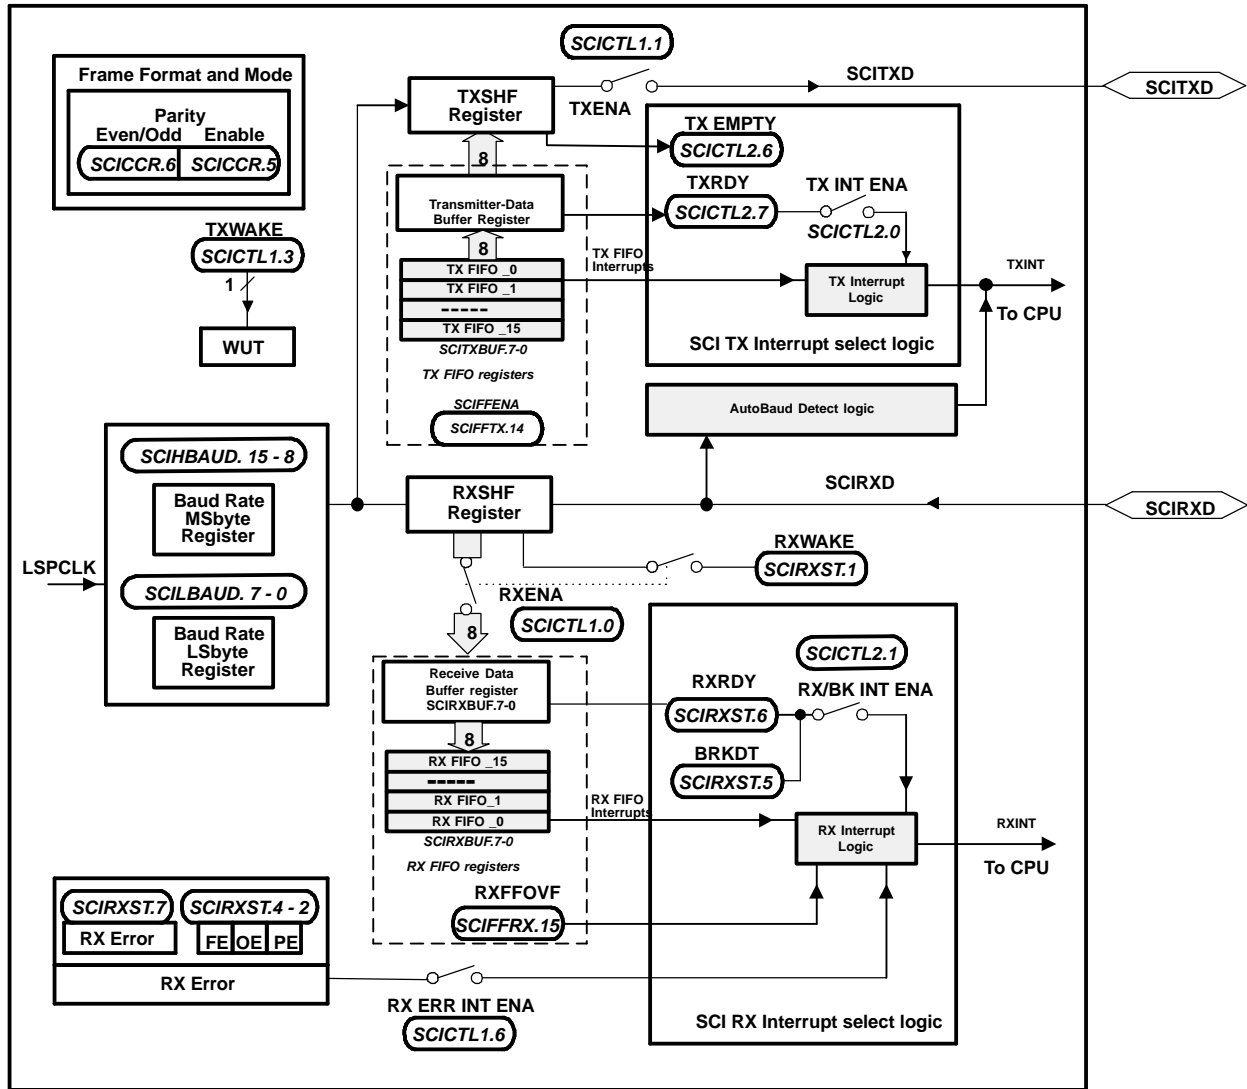 SCICTL1.1
Frame Format and Mode
Parity
Even/Odd Enable
SCICCR.6 SCICCR.5
TXSHF
Register
TXENA
SCITXD
SCITXD
TX EMPTY
SCICTL2.6
8
TXRDY
SCICTL2.7
TX INT ENA
SCICTL2.0
Transmitter-Data
Buffer Register
8
TXWAKE
SCICTL1.3
1
WUT
TX FIFO _0
TX FIFO _1
-----
TX FIFO _15
SCITXBUF.7-0
TX FIFO registers
SCIFFENA
SCIFFTX.14
TX FIFO
Interrupts
TX Interrupt
Logic
TXINT
To CPU
SCI TX Interrupt select logic
AutoBaud Detect logic
SCIHBAUD. 15 - 8
Baud Rate
MSbyte
Register
LSPCLK
SCILBAUD. 7 - 0
Baud Rate
LSbyte
Register
RXSHF
Register
SCIRXD
SCIRXD
RXWAKE
SCIRXST.1
RXENA
SCICTL1.0
8
Receive Data
Buffer register
SCIRXBUF.7-0
8
RX FIFO _15
-----
RX FIFO_1
RX FIFO _0
SCIRXBUF.7-0
RX FIFO registers
RXFFOVF
SCIFFRX.15
RX FIFO
Interrupts
SCICTL2.1
RXRDY
SCIRXST.6
RX/BK INT ENA
BRKDT
SCIRXST.5
RX Interrupt
Logic
RXINT
To CPU
SCI RX Interrupt select logic
SCIRXST.7 SCIRXST.4 - 2
RX Error FE OE PE
RX Error
RX ERR INT ENA
SCICTL1.6